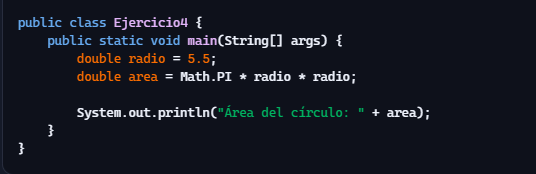 public class Ejercicio4 {
    public static void main(String[] args) {
        double radio = 5.5;
        double area = Math.PI * radio * radio;

        System.out.println("Área del círculo: " + area);
    }
}